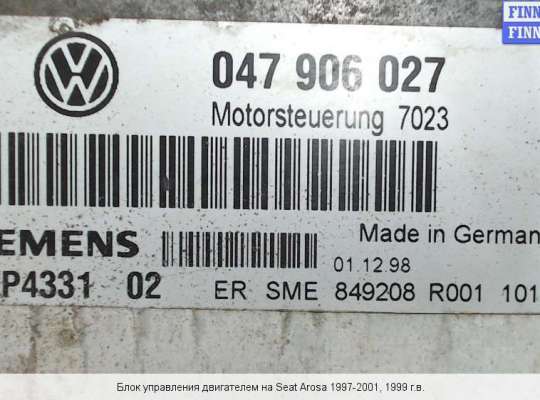 FINN
FINN
047 906 027
Motorsteuerung 7023
EMENS
Made in German
01.12.98
P4331 02
ER SME 849208 R001 101
Блок управления двигателем на Seat Arosa 1997-2001, 1999 г.в.